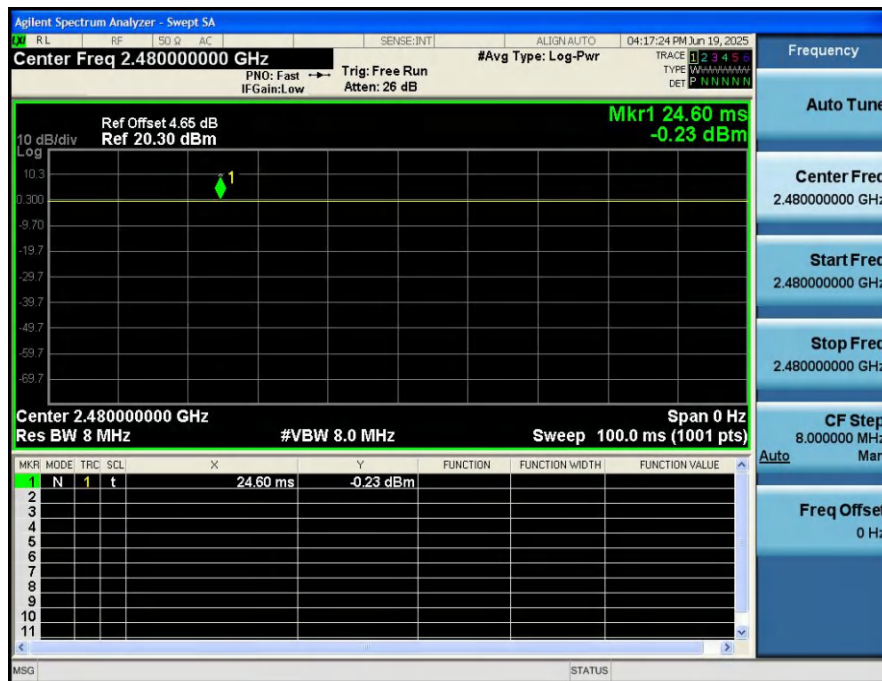 Agilent Spectrum Analyzer - Swept SA
LXI RL RF 50 Ω AC SENSE:INT ALIGN AUTO 04:17:24 PM Jun 19, 2025
Center Freq 2.480000000 GHz
PNO: Fast
IFGain:Low
Trig: Free Run
Atten: 26 dB
#Avg Type: Log-Pwr
TRACE 1 2 3 4 5 6
TYPE
DET P N N N N N
Mkr1 24.60 ms
-0.23 dBm
Ref Offset 4.65 dB
10 dB/div Ref 20.30 dBm
Log
1
10.3
0.300
-9.70
-19.7
-29.7
-39.7
-49.7
-59.7
-69.7
Center 2.480000000 GHz Span 0 Hz
Res BW 8 MHz #VBW 8.0 MHz Sweep 100.0 ms (1001 pts)
MKR MODE TRC SCL X Y FUNCTION FUNCTION WIDTH FUNCTION VALUE
1 N 1 t 24.60 ms -0.23 dBm
2
3
4
5
6
7
8
9
10
11
MSG STATUS
Frequency
Auto Tune
Center Freq
2.480000000 GHz
Start Freq
2.480000000 GHz
Stop Freq
2.480000000 GHz
CF Step
8.000000 MHz
Auto Man
Freq Offset
0 Hz